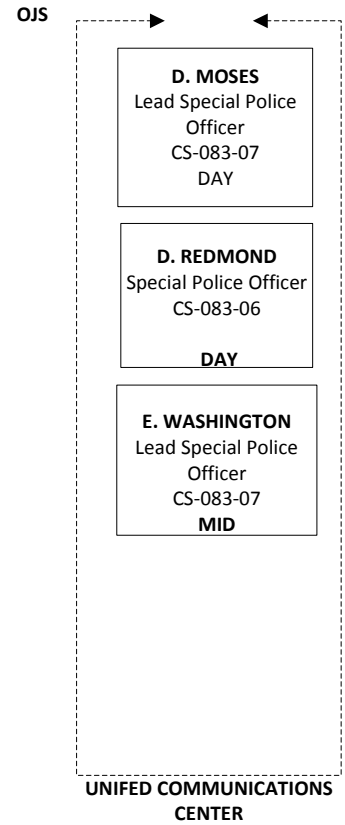 OJS
D. MOSES
Lead Special Police
Officer
CS-083-07
DAY
D. REDMOND
Special Police Officer
CS-083-06
DAY
E. WASHINGTON
Lead Special Police
Officer
CS-083-07
MID
UNIFED COMMUNICATIONS
CENTER